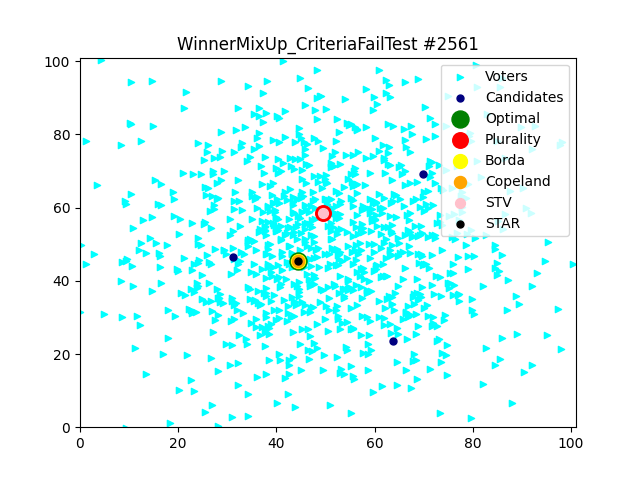 WinnerMixUp_CriteriaFailTest #2561
100
80
60
40
20
0
0
20
40
60
80
100
Voters
Candidates
Optimal
Plurality
Borda
Copeland
STV
STAR